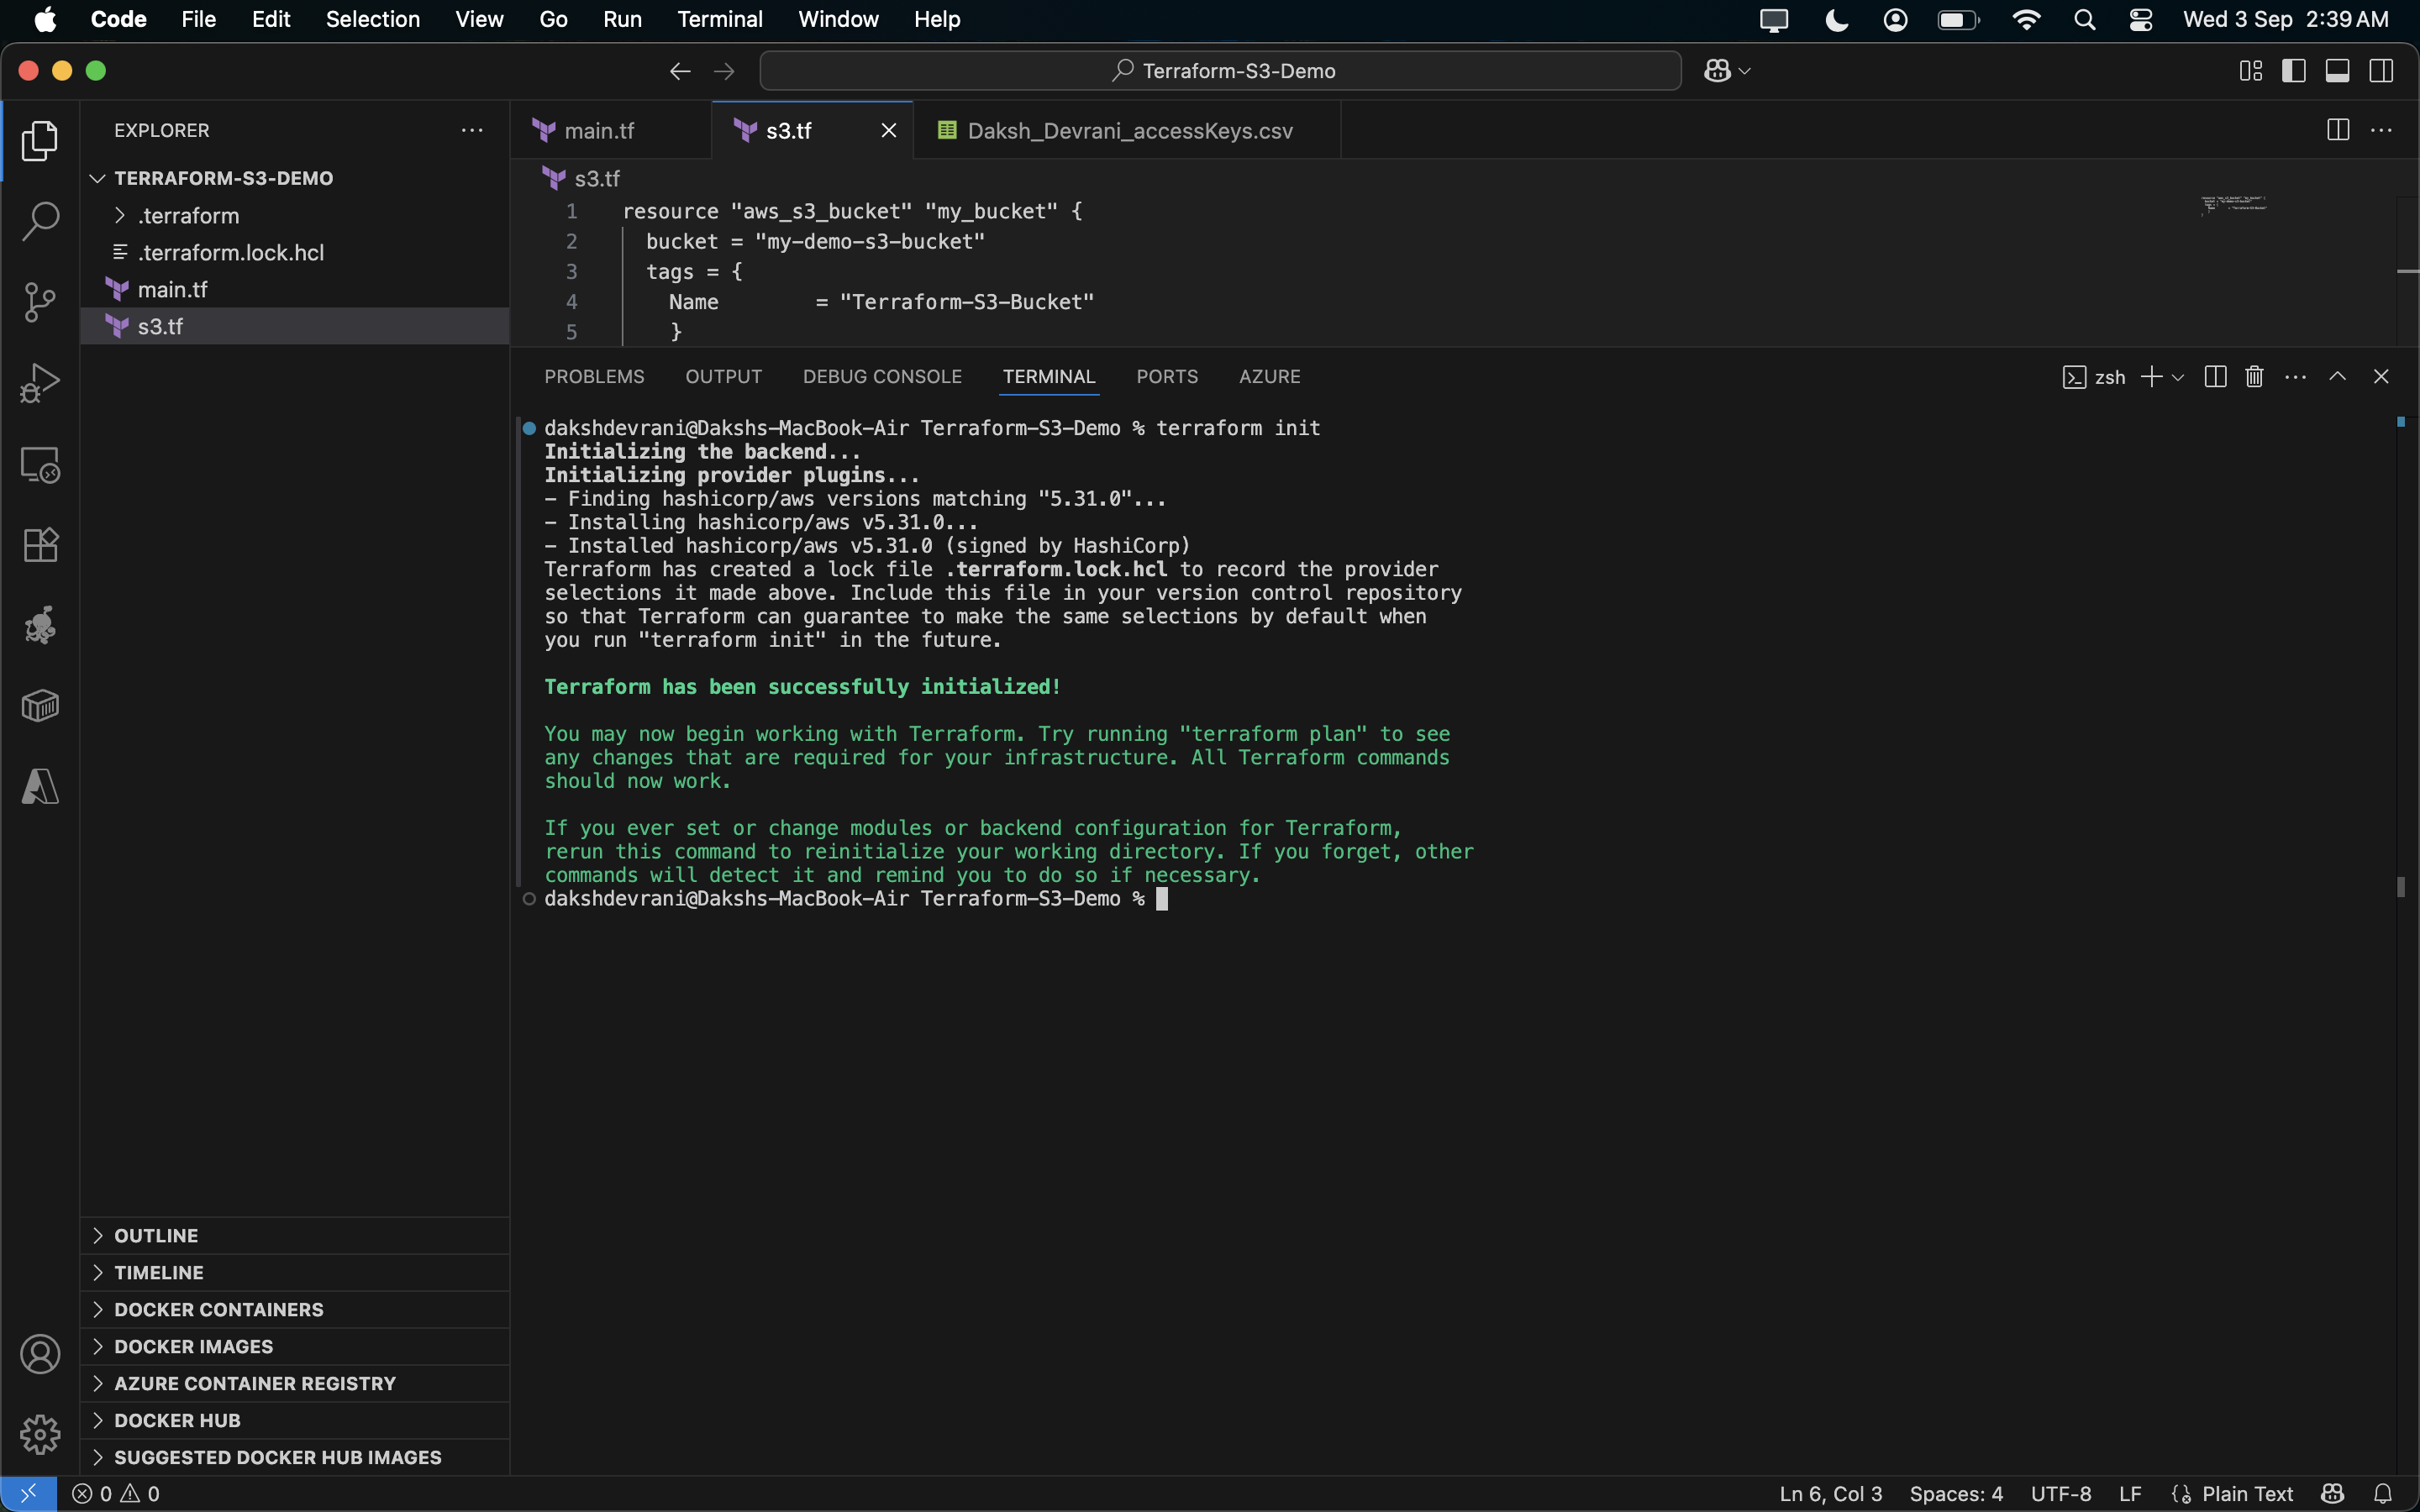 Code File Edit Selection View Go Run Terminal Window Help Wed 3 Sep 2:39 AM
Terraform-S3-Demo
EXPLORER
TERRAFORM-S3-DEMO
.terraform
.terraform.lock.hcl
main.tf
s3.tf
OUTLINE
TIMELINE
DOCKER CONTAINERS
DOCKER IMAGES
AZURE CONTAINER REGISTRY
DOCKER HUB
SUGGESTED DOCKER HUB IMAGES
main.tf s3.tf Daksh_Devrani_accessKeys.csv
s3.tf
1 resource "aws_s3_bucket" "my_bucket" {
2 bucket = "my-demo-s3-bucket"
3 tags = {
4 Name = "Terraform-S3-Bucket"
5 }
PROBLEMS OUTPUT DEBUG CONSOLE TERMINAL PORTS AZURE zsh
dakshdevrani@Dakshs-MacBook-Air Terraform-S3-Demo % terraform init
Initializing the backend...
Initializing provider plugins...
- Finding hashicorp/aws versions matching "5.31.0"...
- Installing hashicorp/aws v5.31.0...
- Installed hashicorp/aws v5.31.0 (signed by HashiCorp)
Terraform has created a lock file .terraform.lock.hcl to record the provider
selections it made above. Include this file in your version control repository
so that Terraform can guarantee to make the same selections by default when
you run "terraform init" in the future.
Terraform has been successfully initialized!
You may now begin working with Terraform. Try running "terraform plan" to see
any changes that are required for your infrastructure. All Terraform commands
should now work.
If you ever set or change modules or backend configuration for Terraform,
rerun this command to reinitialize your working directory. If you forget, other
commands will detect it and remind you to do so if necessary.
dakshdevrani@Dakshs-MacBook-Air Terraform-S3-Demo %
0 0 Ln 6, Col 3 Spaces: 4 UTF-8 LF Plain Text